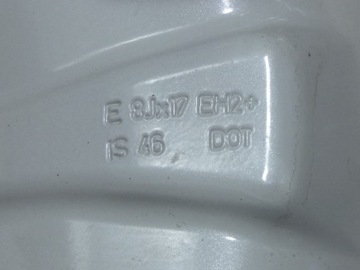 E 8Jx17 EH2+
IS 46 DOT